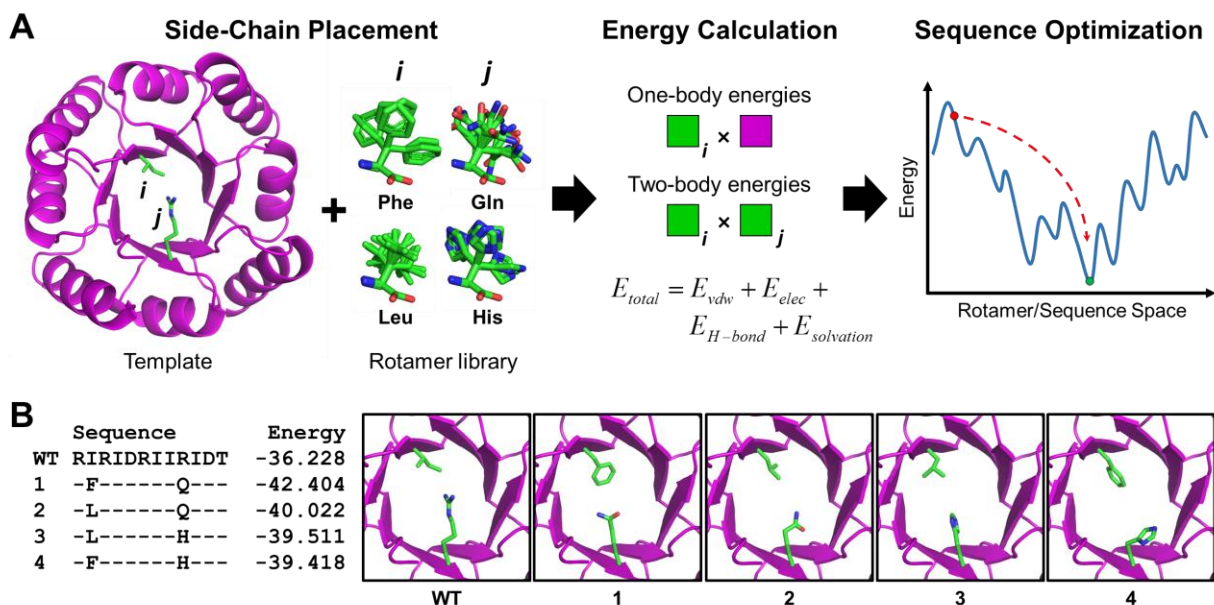 A
Side-Chain Placement
Energy Calculation
Sequence Optimization
i
j
i
j
Phe
Gln
Leu
His
+
Template
Rotamer library
One-body energies
i ×
Two-body energies
i × j
E_total = E_vdw + E_elec +
E_H-bond + E_solvation
Energy
Rotamer/Sequence Space
B
Sequence Energy
WT RIRIDRIIRIDT -36.228
1 -F------Q--- -42.404
2 -L------Q--- -40.022
3 -L------H--- -39.511
4 -F------H--- -39.418
WT
1
2
3
4